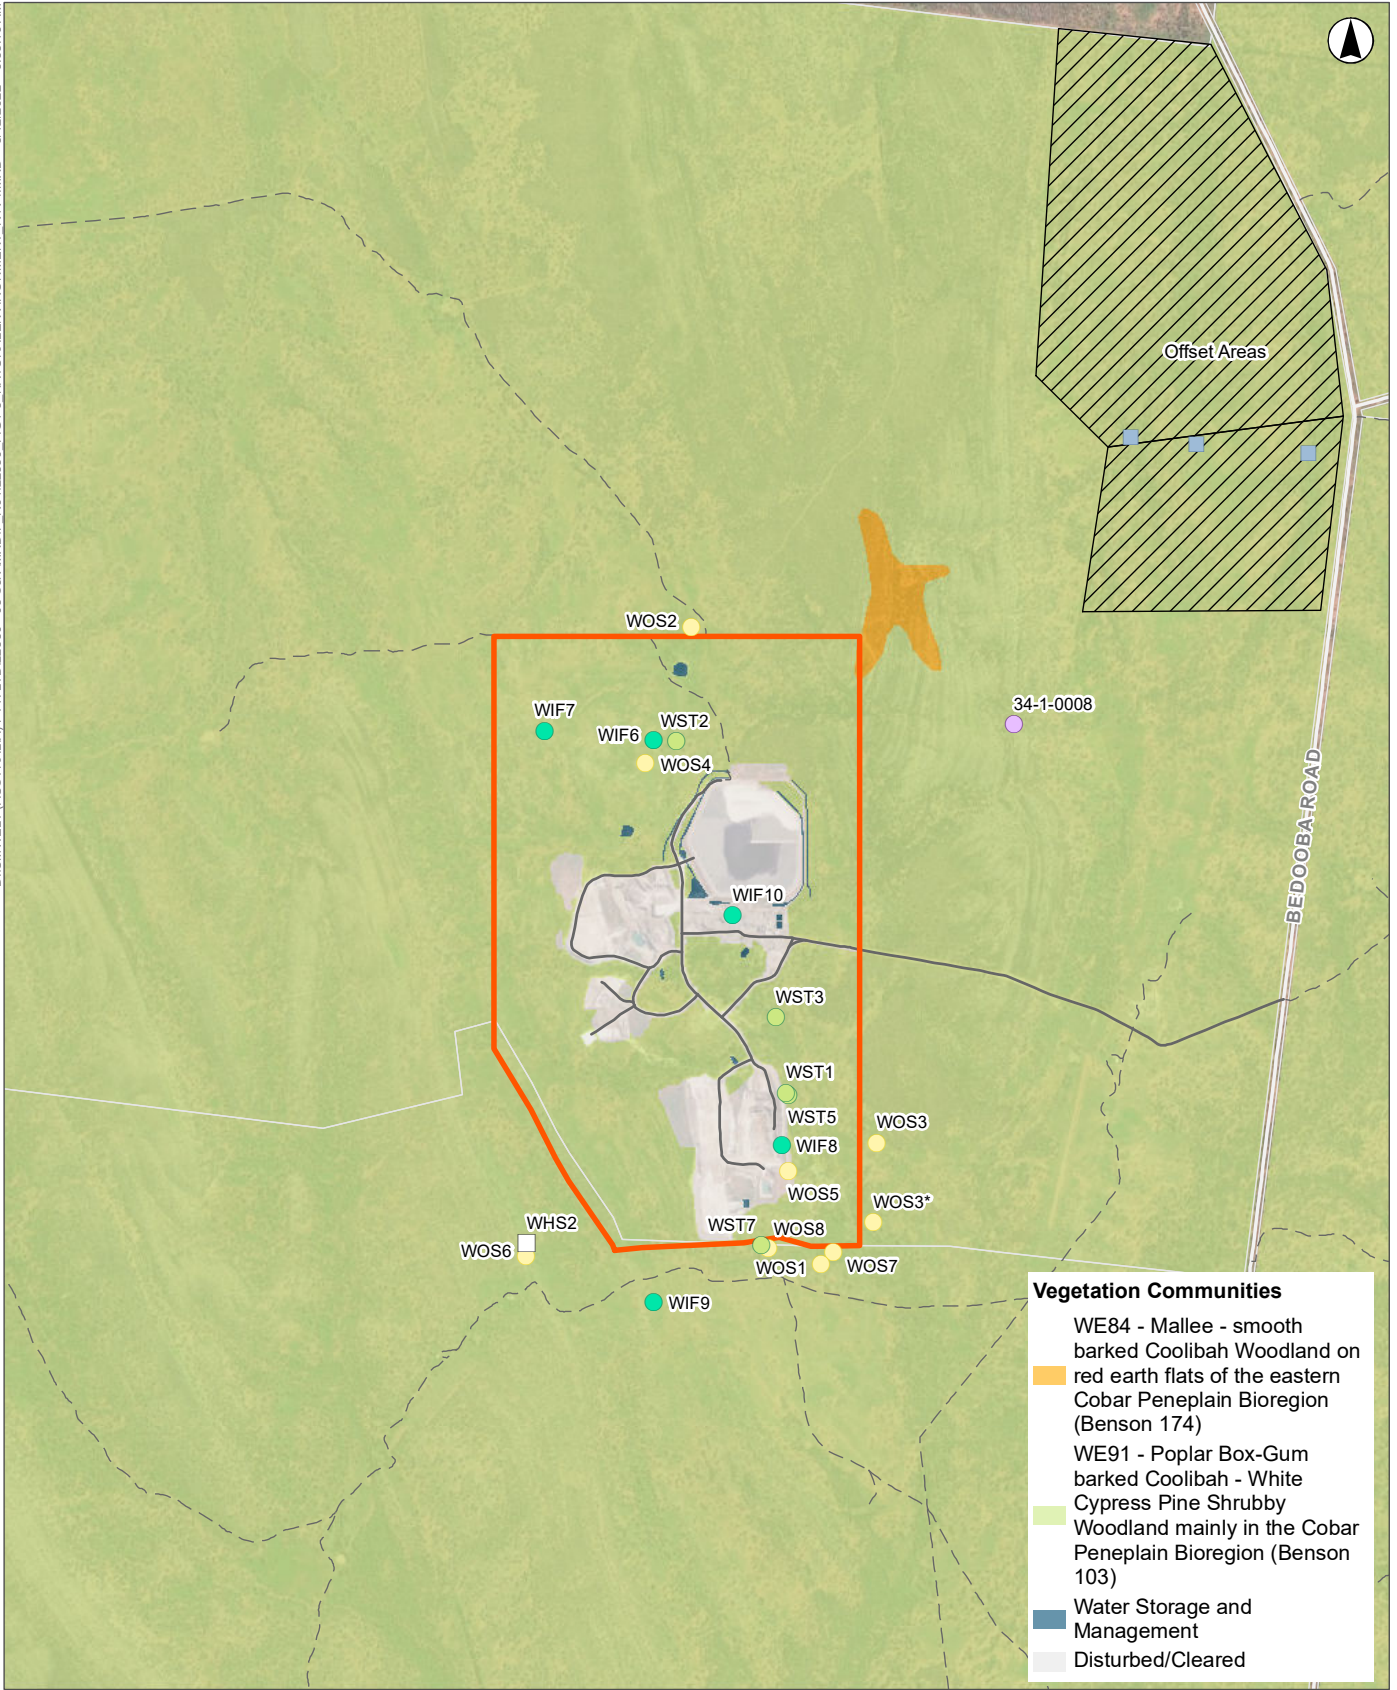 Offset Areas
WOS2
34-1-0008
WIF7
WST2
WIF6
WOS4
BEDOOBA-ROAD
WIF10
WST3
WST1
WST5
WOS3
WIF8
WOS5
WOS3*
WHS2
WST7
WOS8
WOS6
WOS1
WOS7
WIF9
Vegetation Communities
WE84 - Mallee - smooth
barked Coolibah Woodland on
red earth flats of the eastern
Cobar Peneplain Bioregion
(Benson 174)
WE91 - Poplar Box-Gum
barked Coolibah - White
Cypress Pine Shrubby
Woodland mainly in the Cobar
Peneplain Bioregion (Benson
103)
Water Storage and
Management
Disturbed/Cleared